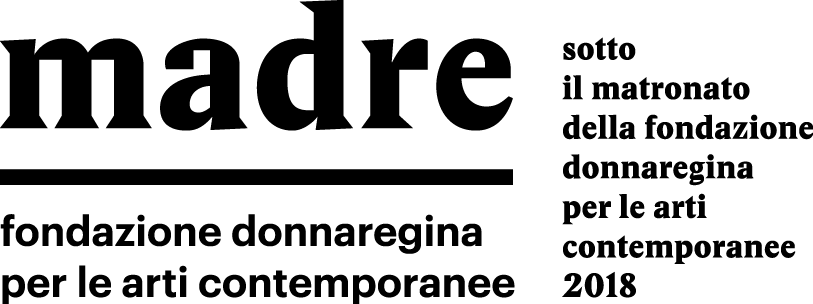 madre
fondazione donnaregina
per le arti contemporanee
sotto
il matronato
della fondazione
donnaregina
per le arti
contemporanee
2018